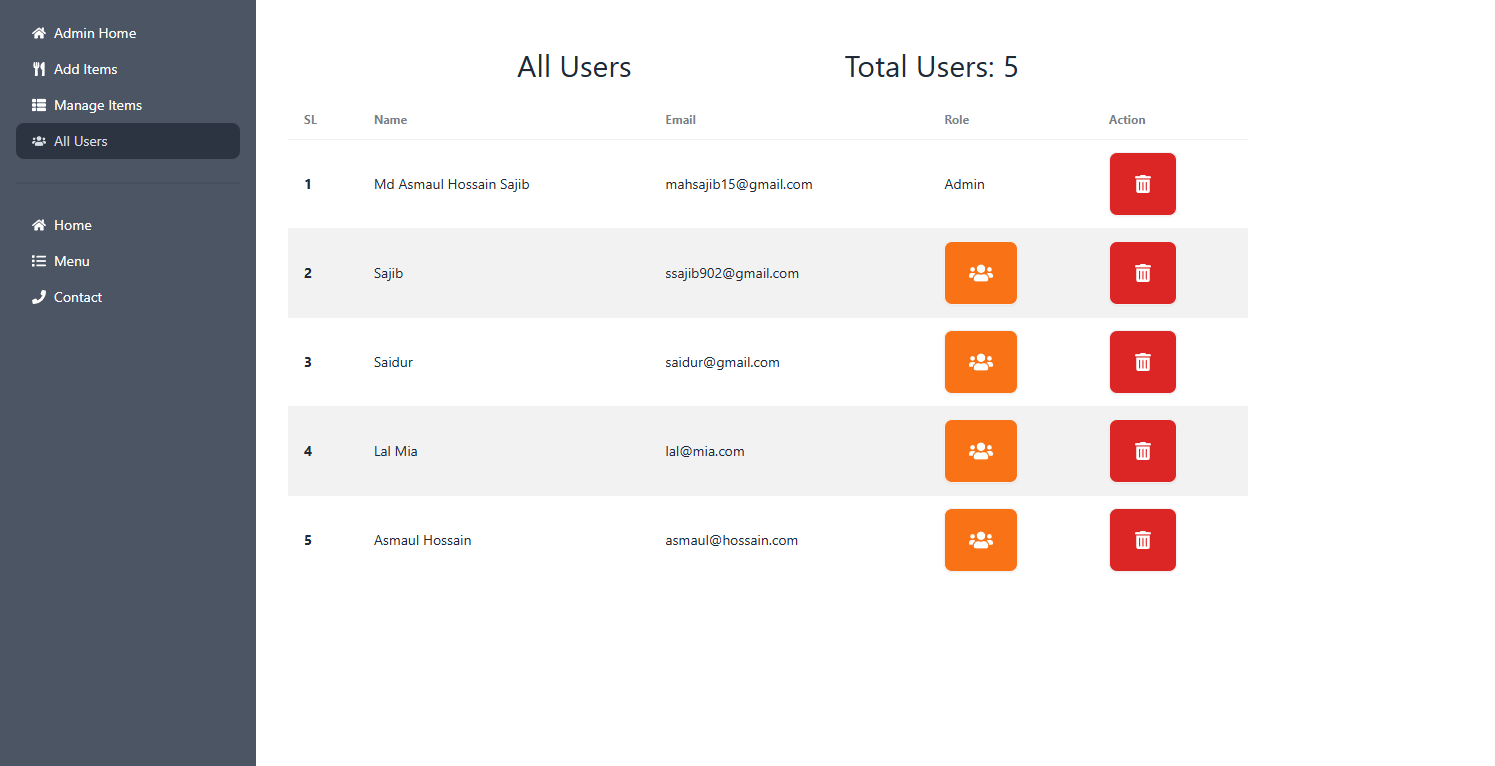 Admin Home
Add Items
Manage Items
All Users
Home
Menu
Contact
All Users Total Users: 5
SL Name Email Role Action
1 Md Asmaul Hossain Sajib mahsajib15@gmail.com Admin
2 Sajib ssajib902@gmail.com
3 Saidur saidur@gmail.com
4 Lal Mia lal@mia.com
5 Asmaul Hossain asmaul@hossain.com